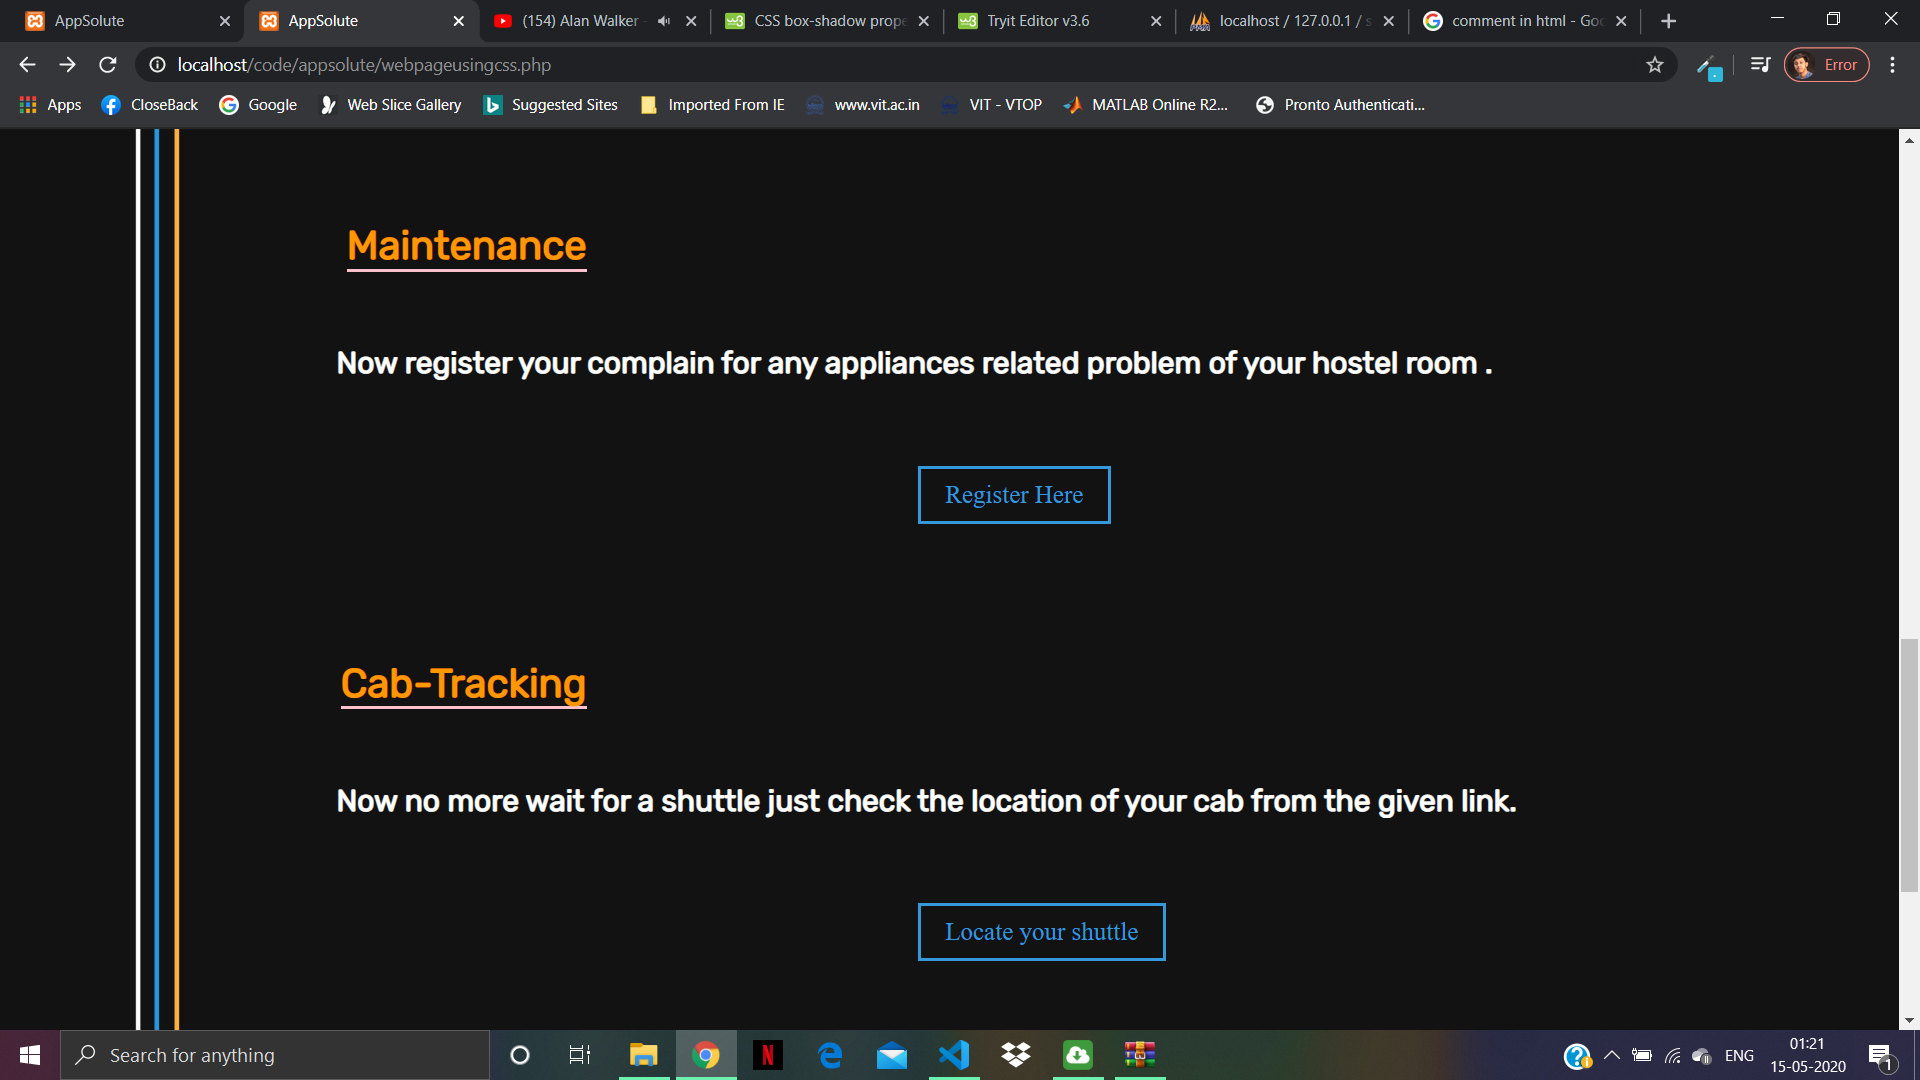 AppSolute
AppSolute
(154) Alan Walker -
CSS box-shadow prope
Tryit Editor v3.6
localhost / 127.0.0.1 / s
comment in html - Goo
localhost/code/appsolute/webpageusingcss.php
Error
Apps
CloseBack
Google
Web Slice Gallery
Suggested Sites
Imported From IE
www.vit.ac.in
VIT - VTOP
MATLAB Online R2...
Pronto Authenticati...
Maintenance
Now register your complain for any appliances related problem of your hostel room .
Register Here
Cab-Tracking
Now no more wait for a shuttle just check the location of your cab from the given link.
Locate your shuttle
Search for anything
ENG
01:21
15-05-2020
1